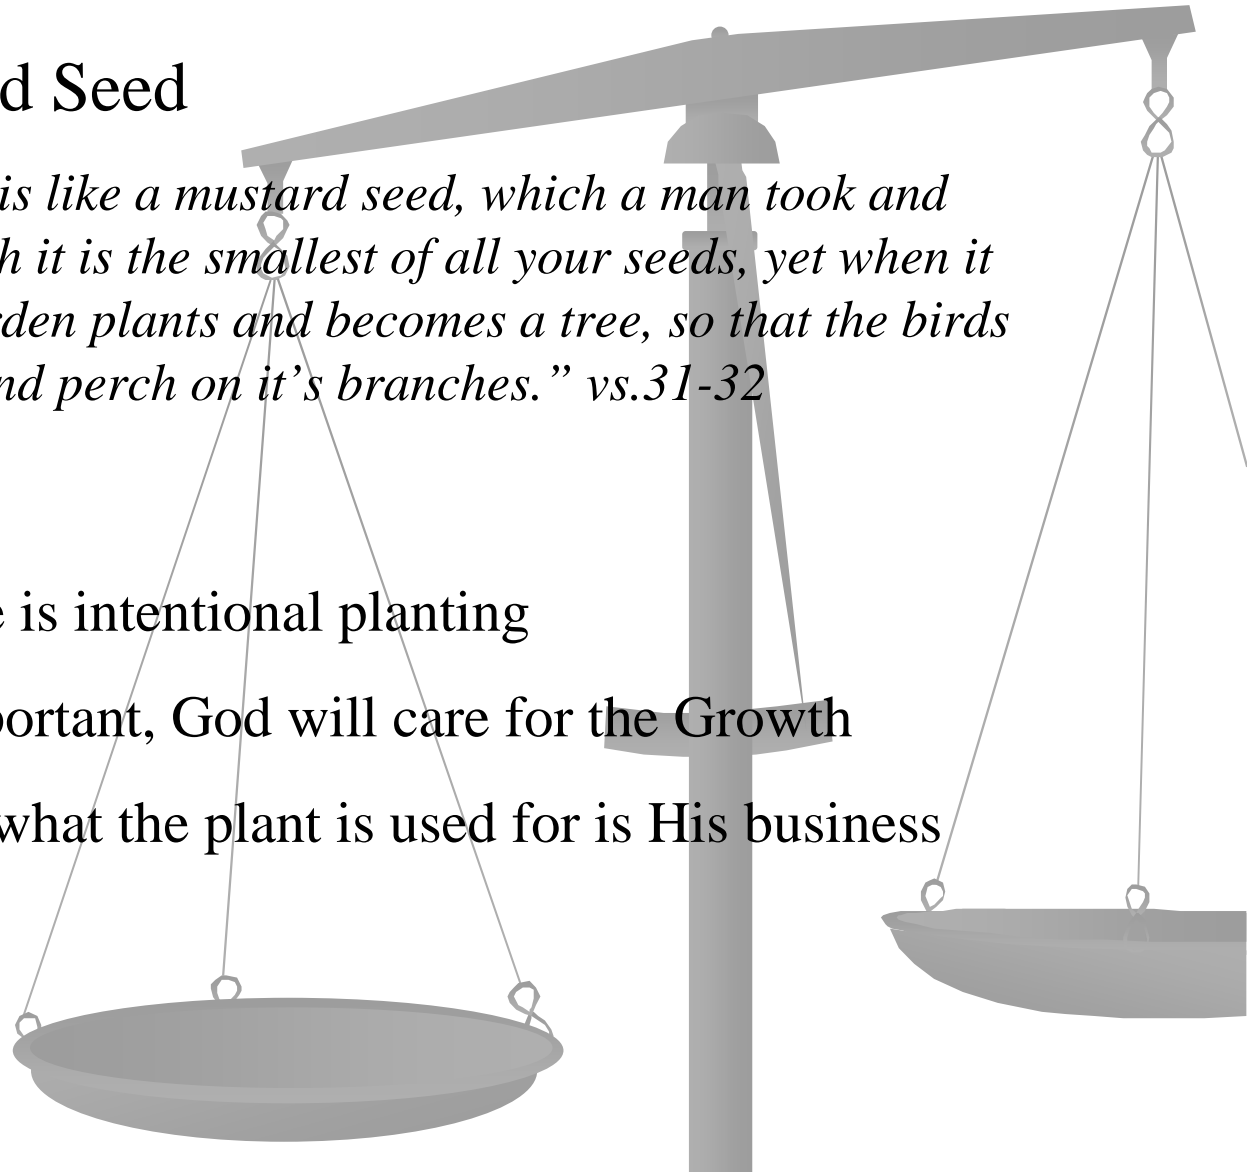 d Seed
is like a mustard seed, which a man took and
h it is the smallest of all your seeds, yet when it
rden plants and becomes a tree, so that the birds
nd perch on it’s branches.” vs.31-32
e is intentional planting
portant, God will care for the Growth
what the plant is used for is His business